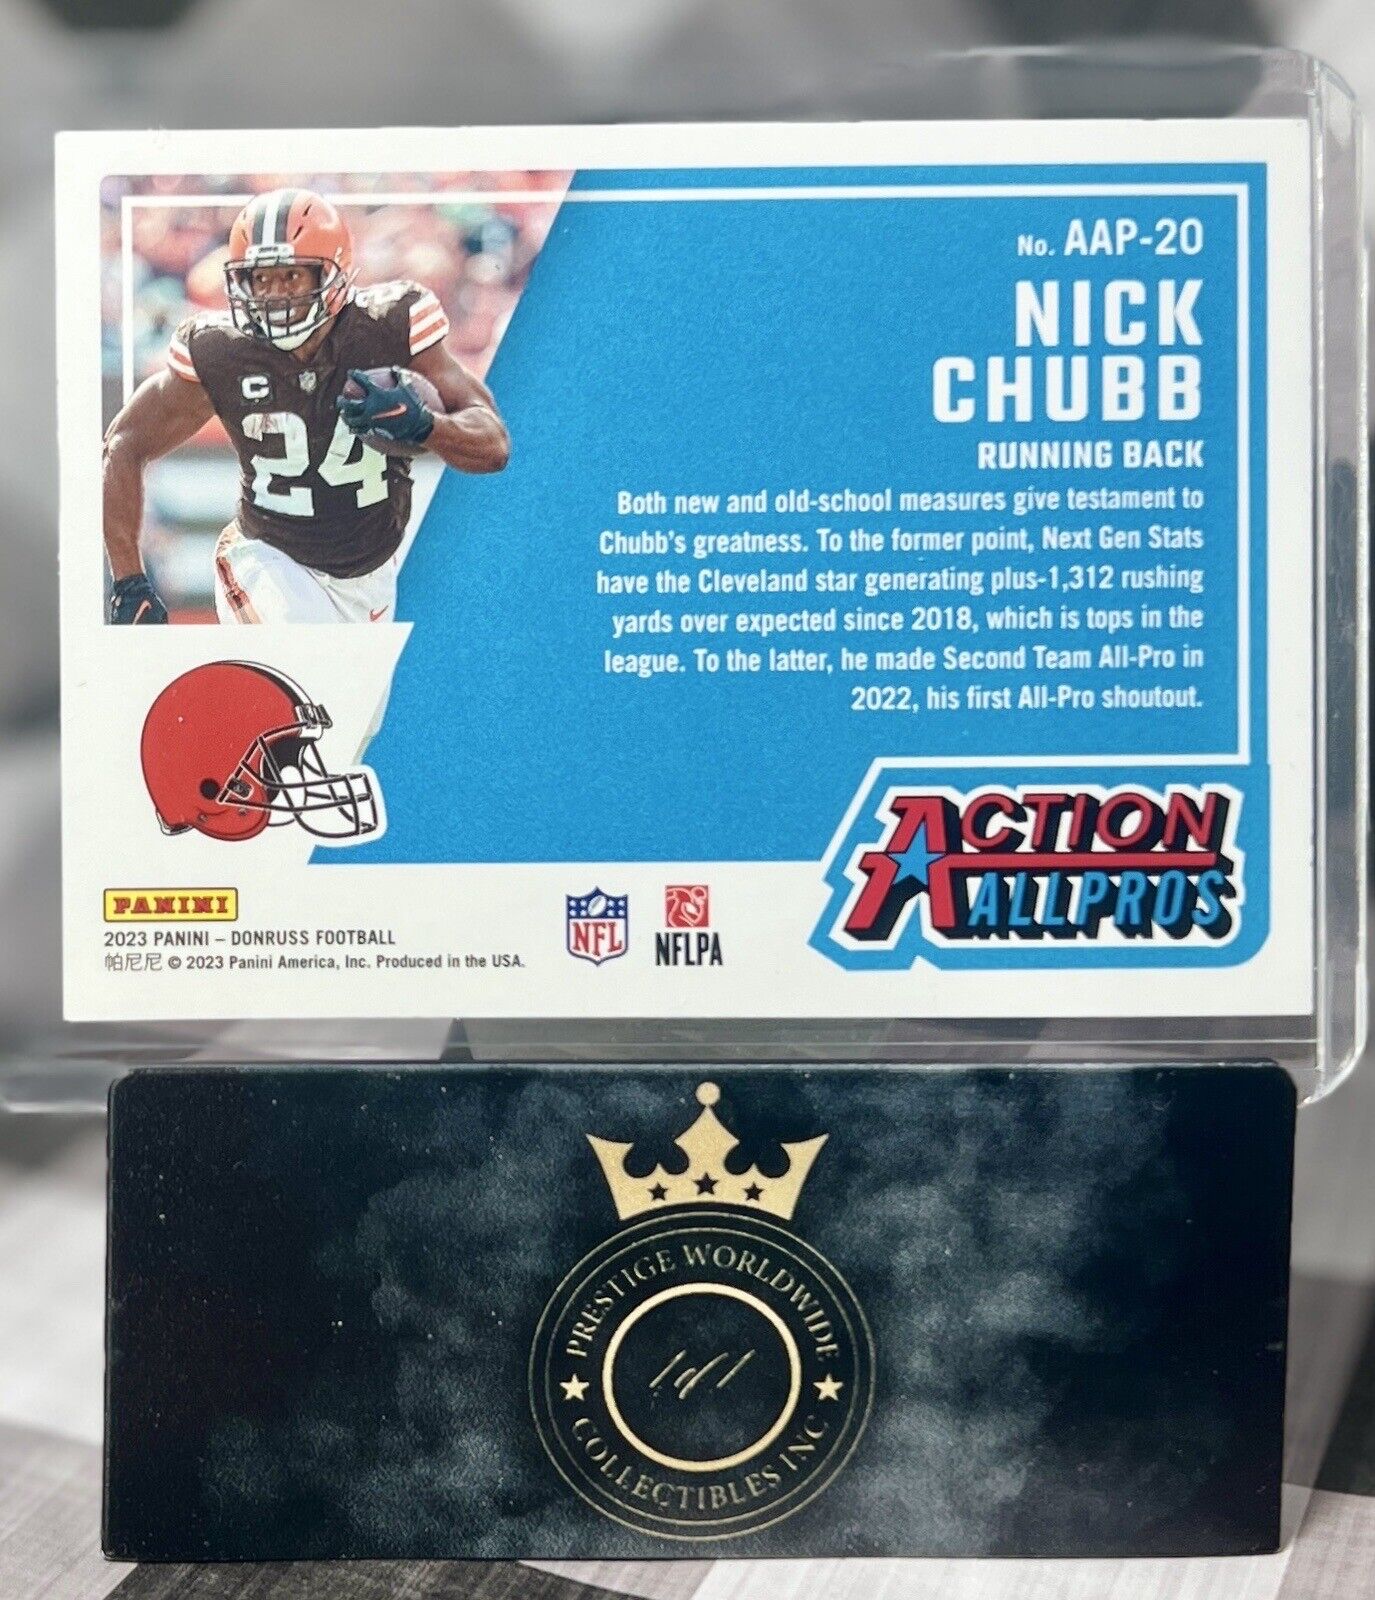 No. AAP-20
NICK
CHUBB
RUNNING BACK
Both new and old-school measures give testament to
Chubb's greatness. To the former point, Next Gen Stats
have the Cleveland star generating plus-1,312 rushing
yards over expected since 2018, which is tops in the
league. To the latter, he made Second Team All-Pro in
2022, his first All-Pro shoutout.
C
24
ACTION
ALL PROS
PANINI
2023 PANINI – DONRUSS FOOTBALL
帕尼尼 © 2023 Panini America, Inc. Produced in the USA.
NFL
NFLPA
PRESTIGE WORLDWIDE
1of1
COLLECTIBLES INC